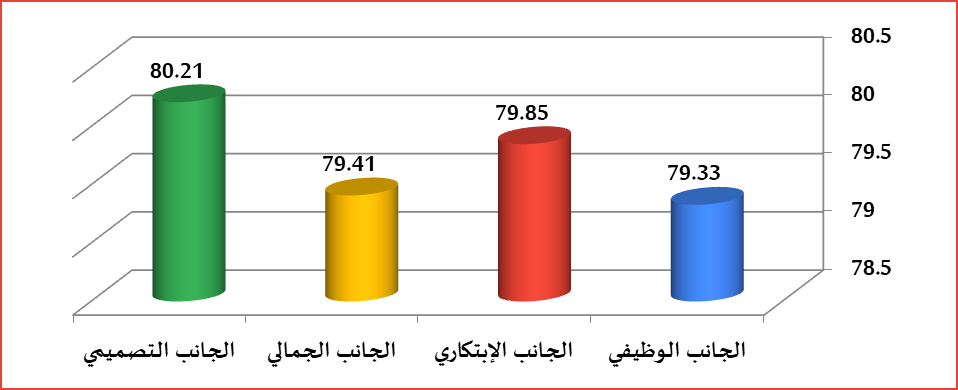 80.5
80
79.5
79
78.5
79.33
79.85
79.41
80.21
الجانب الوظيفي
الجانب الإبتكاري
الجانب الجمالي
الجانب التصميمي